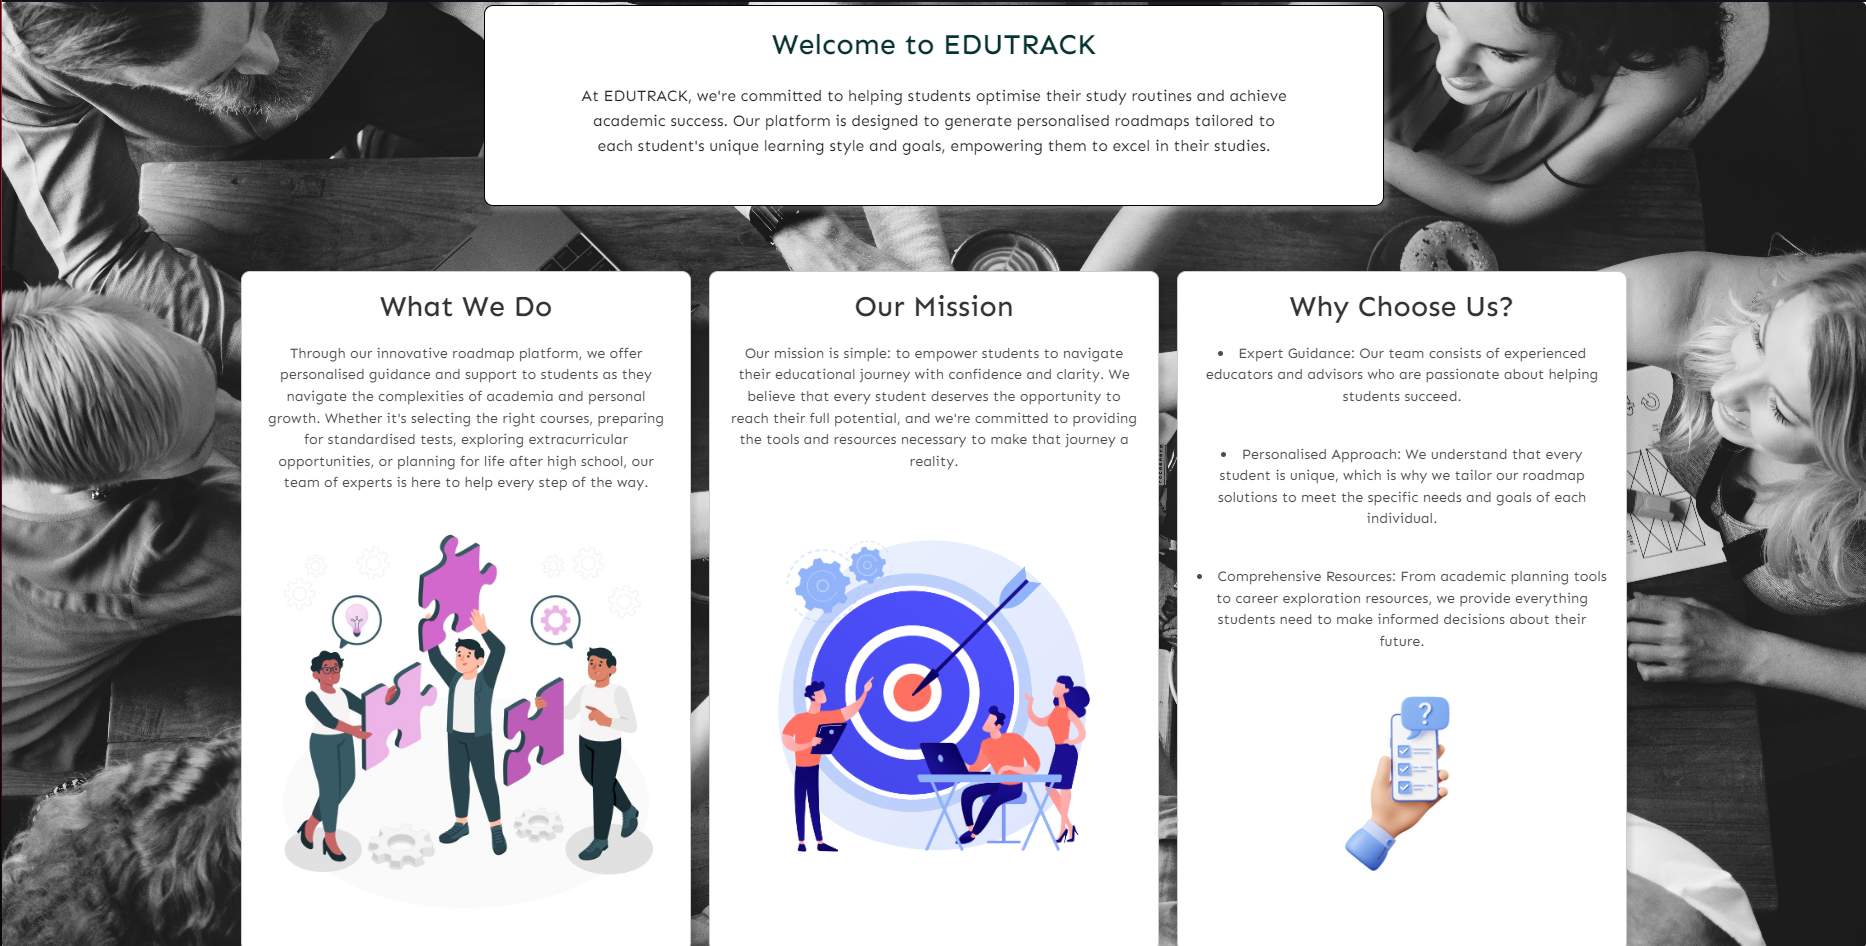 Welcome to EDUTRACK
At EDUTRACK, we're committed to helping students optimise their study routines and achieve
academic success. Our platform is designed to generate personalised roadmaps tailored to
each student's unique learning style and goals, empowering them to excel in their studies.
What We Do
Through our innovative roadmap platform, we offer
personalised guidance and support to students as they
navigate the complexities of academia and personal
growth. Whether it's selecting the right courses, preparing
for standardised tests, exploring extracurricular
opportunities, or planning for life after high school, our
team of experts is here to help every step of the way.
Our Mission
Our mission is simple: to empower students to navigate
their educational journey with confidence and clarity. We
believe that every student deserves the opportunity to
reach their full potential, and we're committed to providing
the tools and resources necessary to make that journey a
reality.
Why Choose Us?
• Expert Guidance: Our team consists of experienced
educators and advisors who are passionate about helping
students succeed.
• Personalised Approach: We understand that every
student is unique, which is why we tailor our roadmap
solutions to meet the specific needs and goals of each
individual.
• Comprehensive Resources: From academic planning tools
to career exploration resources, we provide everything
students need to make informed decisions about their
future.
?